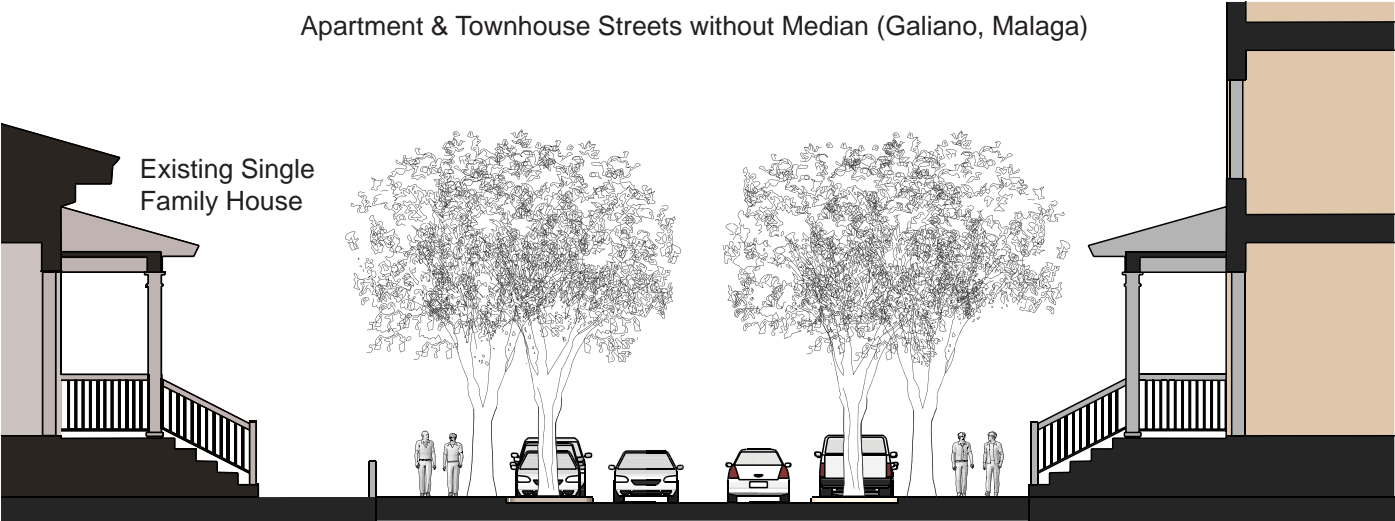 Apartment & Townhouse Streets without Median (Galiano, Malaga)
Existing Single
Family House